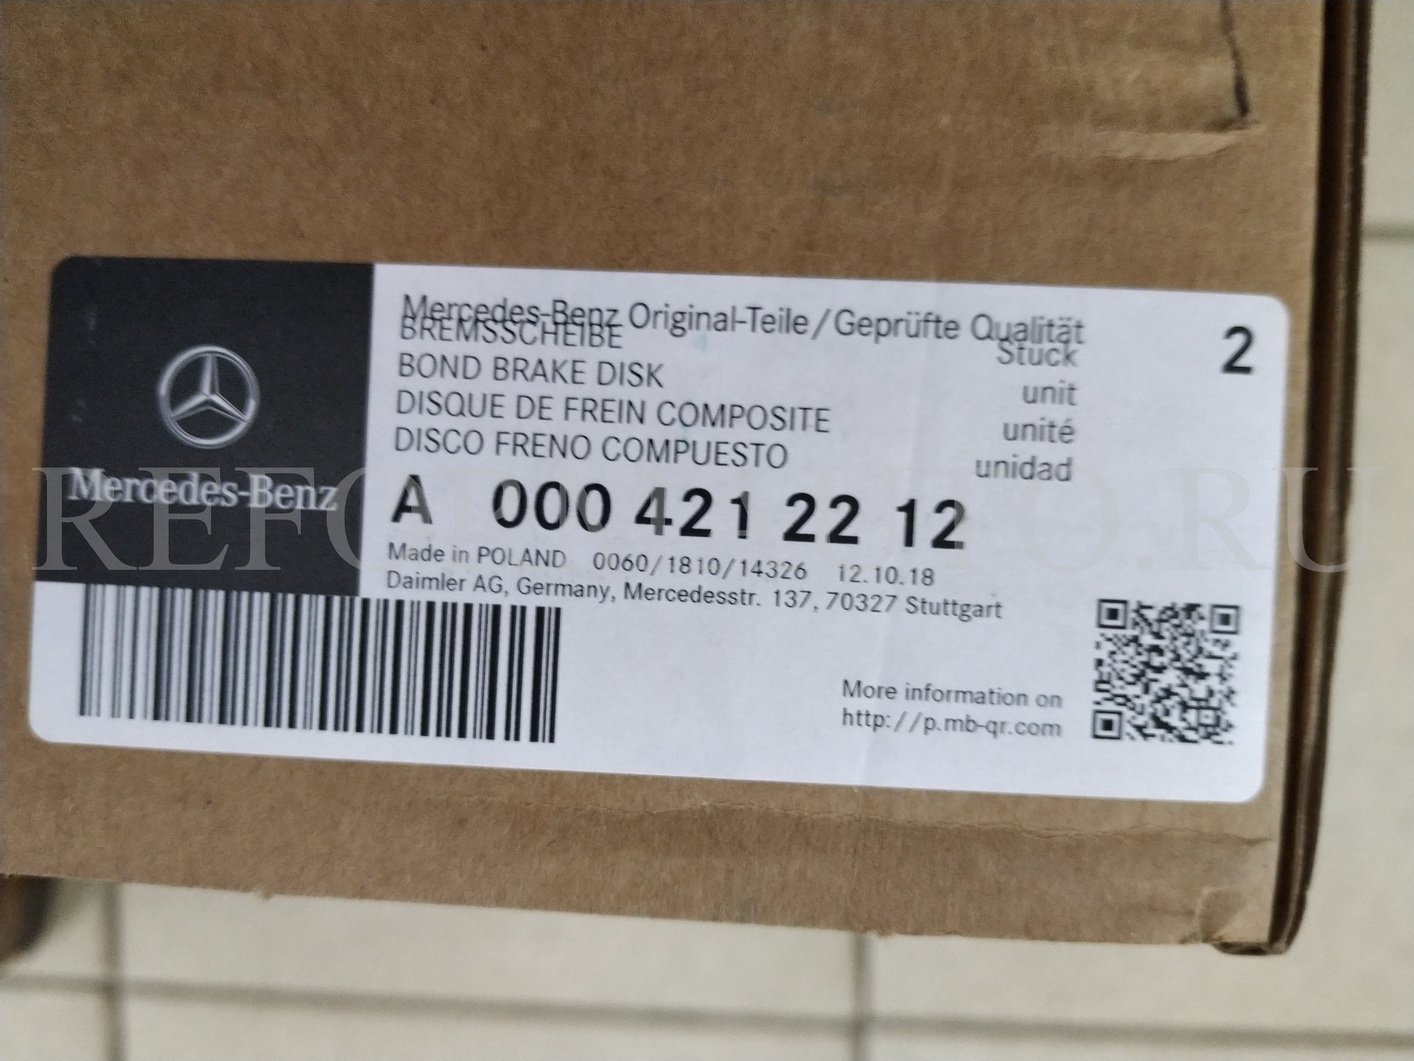 Mercedes-Benz Original-Teile/Geprüfte Qualität
2
BREMSSCHEIBE Stück
BOND BRAKE DISK unit
DISQUE DE FREIN COMPOSITE unité
DISCO FRENO COMPUESTO unidad
Mercedes-Benz
A 000 421 22 12
Made in POLAND 0060/1810/14326 12.10.18
Daimler AG, Germany, Mercedesstr. 137, 70327 Stuttgart
More information on
http://p.mb-qr.com